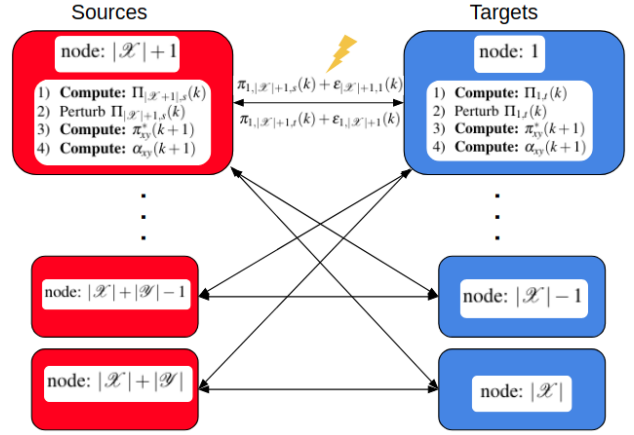 Sources
Targets
node: |𝒳|+1
1) Compute: Π_{|𝒳+1|,s}(k)
2) Perturb Π_{|𝒳|+1,s}(k)
3) Compute: π*_{xy}(k+1)
4) Compute: α_{xy}(k+1)
π_{1,|𝒳|+1,s}(k) + ε_{|𝒳|+1,1}(k)
π_{1,|𝒳|+1,t}(k) + ε_{1,|𝒳|+1}(k)
node: 1
1) Compute: Π_{1,t}(k)
2) Perturb Π_{1,t}(k)
3) Compute: π*_{xy}(k+1)
4) Compute: α_{xy}(k+1)
node: |𝒳|+|𝒴|−1
node: |𝒳|−1
node: |𝒳|+|𝒴|
node: |𝒳|